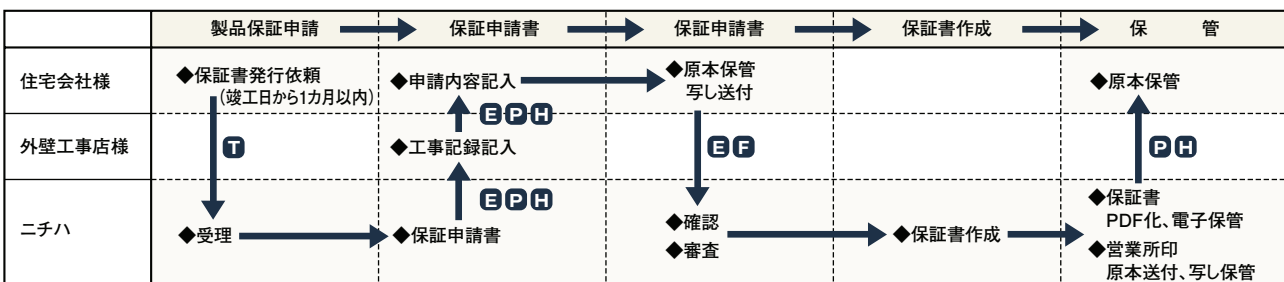 製品保証申請 保証申請書 保証申請書 保証書作成 保管
住宅会社様
◆保証書発行依頼
(竣工日から1カ月以内)
◆申請内容記入
◆原本保管
写し送付
◆原本保管
E P H
外壁工事店様
T
◆工事記録記入
E F
P H
E P H
ニチハ
◆受理
◆保証申請書
◆確認
◆審査
◆保証書作成
◆保証書
PDF化、電子保管
◆営業所印
原本送付、写し保管